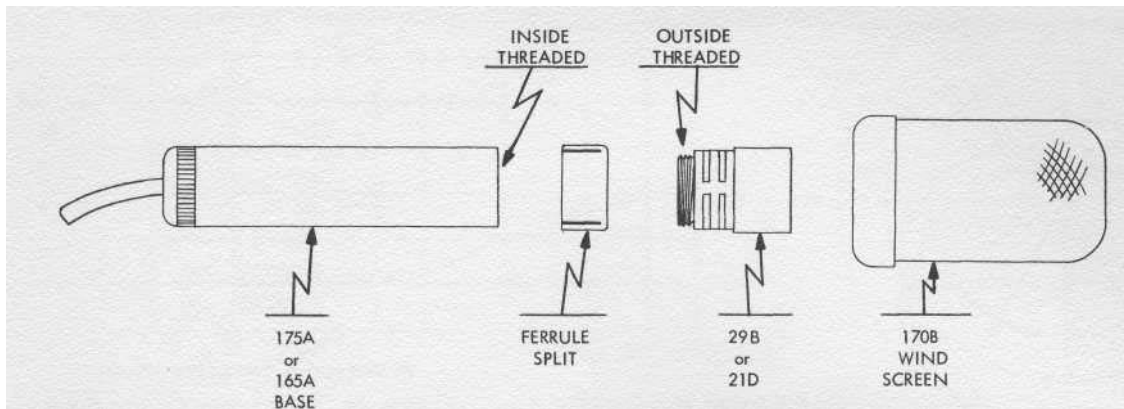 INSIDE
THREADED
OUTSIDE
THREADED
175A
or
165A
BASE
FERRULE
SPLIT
29B
or
21D
170B
WIND
SCREEN